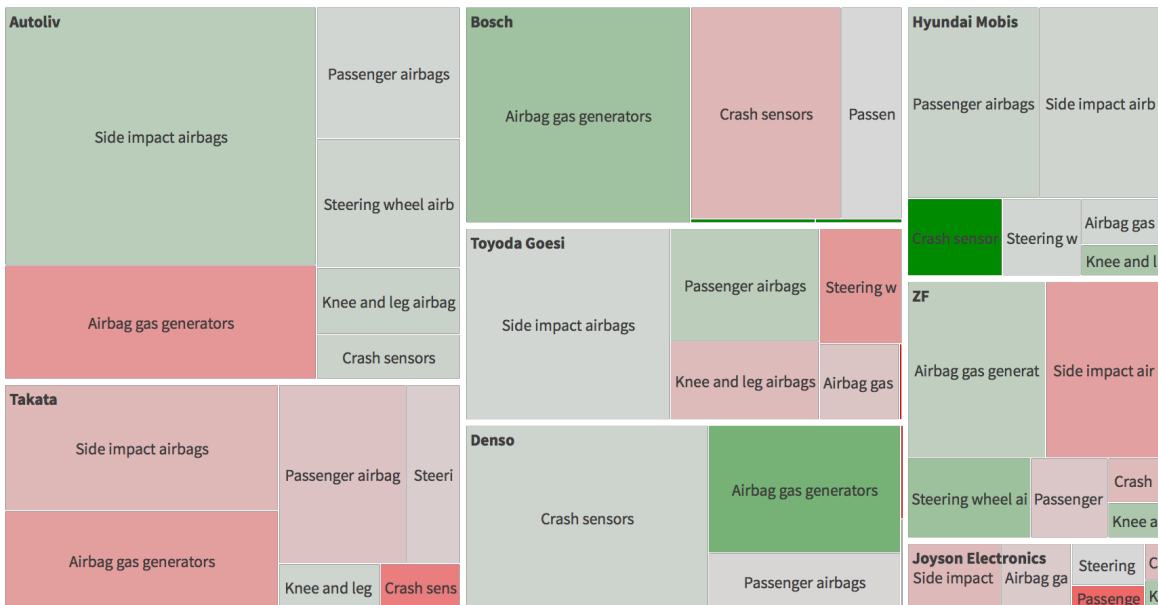 Autoliv
Side impact airbags
Passenger airbags
Steering wheel airb
Airbag gas generators
Knee and leg airbag
Crash sensors
Takata
Side impact airbags
Passenger airbag
Steeri
Airbag gas generators
Knee and leg
Crash sens
Bosch
Airbag gas generators
Crash sensors
Passen
Toyoda Goesi
Side impact airbags
Passenger airbags
Steering w
Knee and leg airbags
Airbag gas
Denso
Crash sensors
Airbag gas generators
Passenger airbags
Hyundai Mobis
Passenger airbags
Side impact airb
Crash sensor
Steering w
Airbag gas
Knee and l
ZF
Airbag gas generat
Side impact air
Steering wheel ai
Passenger
Crash
Knee a
Joyson Electronics
Side impact
Airbag ga
Steering
C
Passenge
K